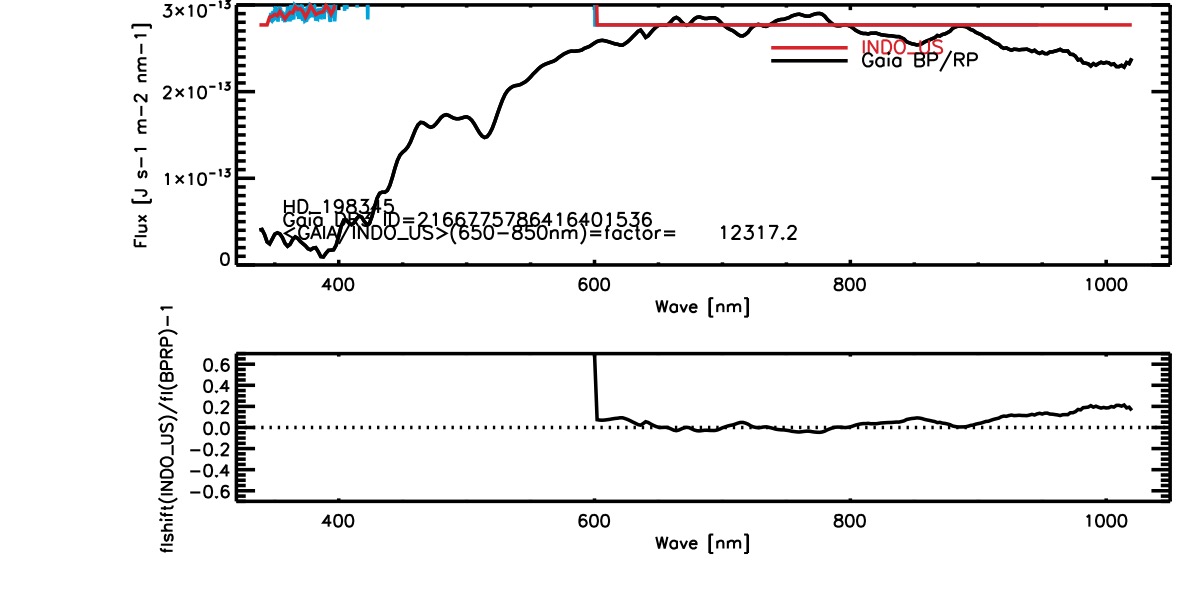 Flux [J s−1 m−2 nm−1]
3×10−13
2×10−13
1×10−13
0
INDO_US
Gaia BP/RP
HD_198345
Gaia DR3 ID=2166775786416401536
<GAIA/INDO_US>(650−850nm)=factor= 12317.2
400 600 800 1000
Wave [nm]
flshift(INDO_US)/fl(BPRP)−1
0.6
0.4
0.2
0.0
−0.2
−0.4
−0.6
400 600 800 1000
Wave [nm]